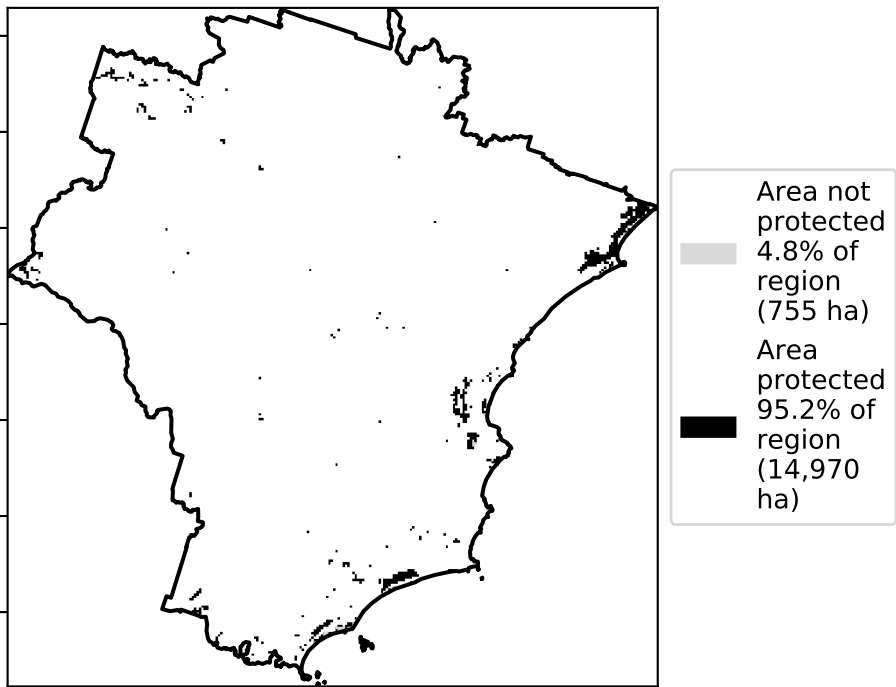 Area not
protected
4.8% of
region
(755 ha)
Area
protected
95.2% of
region
(14,970
ha)